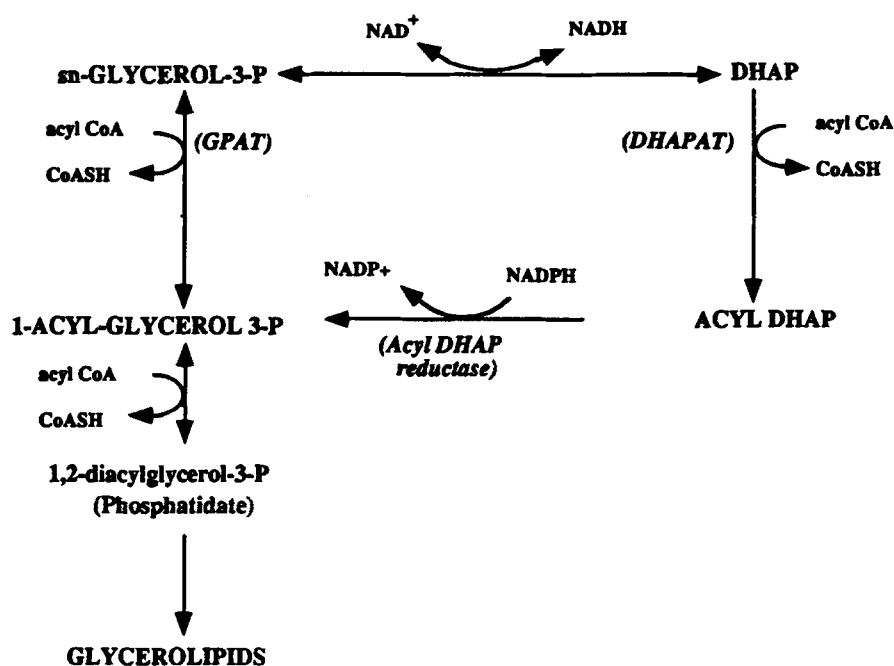 NAD+ NADH
sn-GLYCEROL-3-P DHAP
acyl CoA (GPAT) (DHAPAT) acyl CoA
CoASH CoASH
NADP+ NADPH
1-ACYL-GLYCEROL 3-P ACYL DHAP
(Acyl DHAP
reductase)
acyl CoA
CoASH
1,2-diacylglycerol-3-P
(Phosphatidate)
GLYCEROLIPIDS